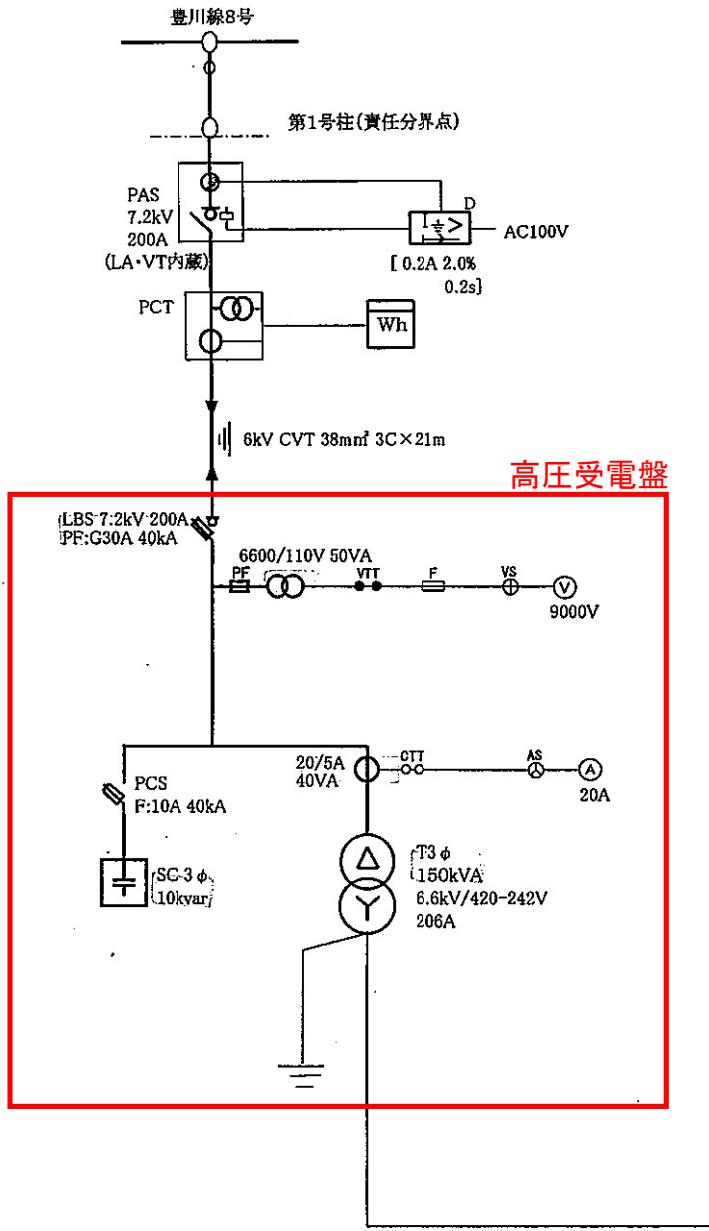 豊川線8号
第1号柱(責任分界点)
PAS
7.2kV
200A
(LA・VT内蔵)
D
I
AC100V
[ 0.2A 2.0%
0.2s]
PCT
Wh
6kV CVT 38mm² 3C×21m
高圧受電盤
LBS 7.2kV 200A
PF:G30A 40kA
6600/110V 50VA
PF
VTT
F
VS
V
9000V
20/5A
40VA
CTT
AS
A
20A
PCS
F:10A 40kA
SC 3φ
10kvar
T3φ
150kVA
6.6kV/420-242V
206A